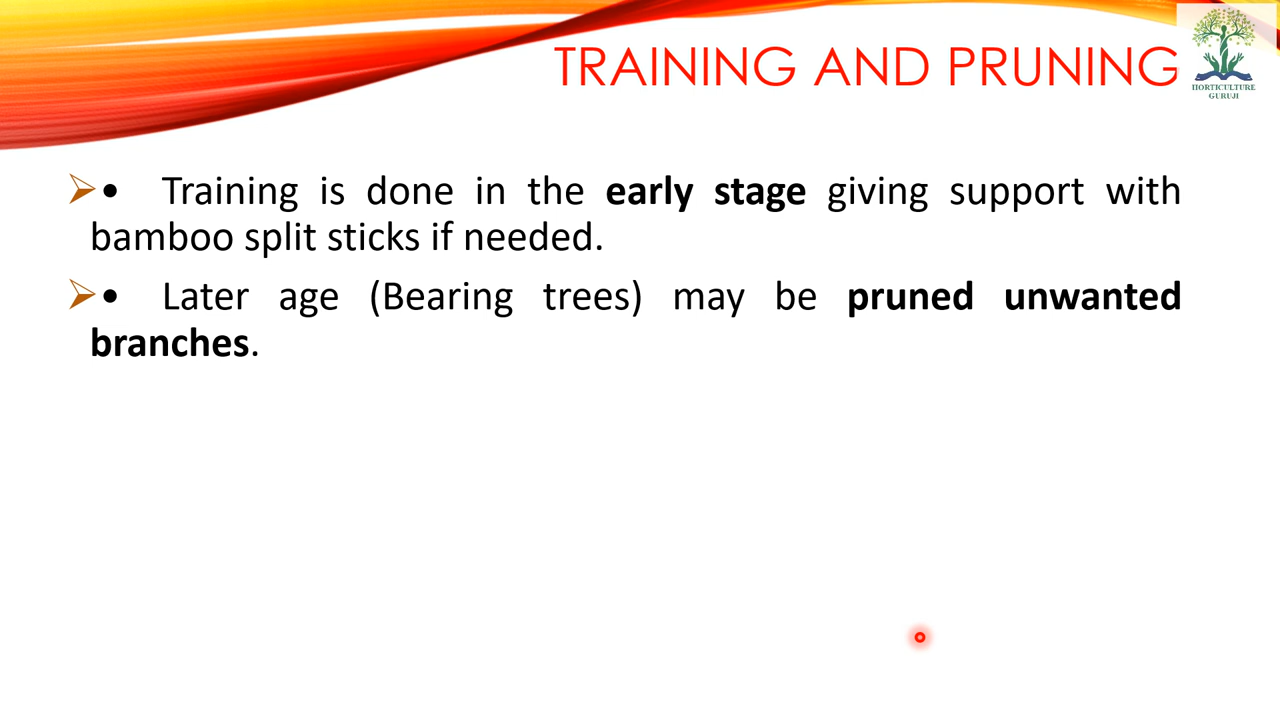 TRAINING AND PRUNING
HORTICULTURE
GURUJI
➢• Training is done in the early stage giving support with
bamboo split sticks if needed.
➢• Later age (Bearing trees) may be pruned unwanted
branches.